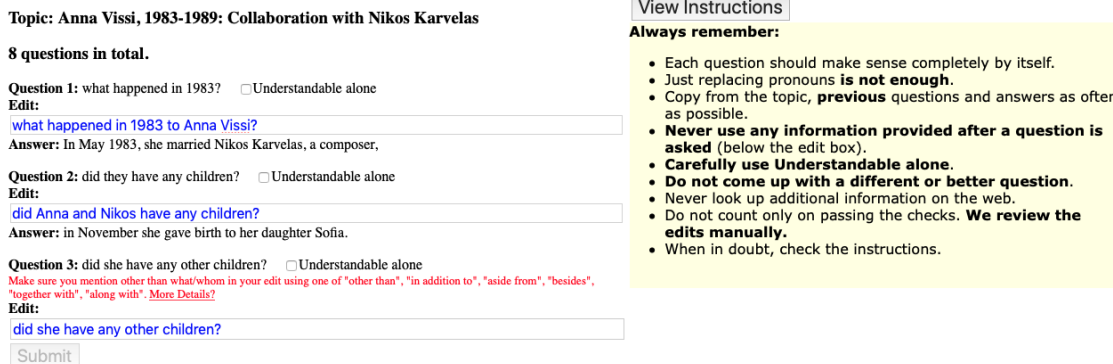 Topic: Anna Vissi, 1983-1989: Collaboration with Nikos Karvelas
8 questions in total.
Question 1: what happened in 1983? Understandable alone
Edit:
what happened in 1983 to Anna Vissi?
Answer: In May 1983, she married Nikos Karvelas, a composer,
Question 2: did they have any children? Understandable alone
Edit:
did Anna and Nikos have any children?
Answer: in November she gave birth to her daughter Sofia.
Question 3: did she have any other children? Understandable alone
Make sure you mention other than what/whom in your edit using one of "other than", "in addition to", "aside from", "besides",
"together with", "along with". More Details?
Edit:
did she have any other children?
Submit
View Instructions
Always remember:
• Each question should make sense completely by itself.
• Just replacing pronouns is not enough.
• Copy from the topic, previous questions and answers as often
as possible.
• Never use any information provided after a question is
asked (below the edit box).
• Carefully use Understandable alone.
• Do not come up with a different or better question.
• Never look up additional information on the web.
• Do not count only on passing the checks. We review the
edits manually.
• When in doubt, check the instructions.